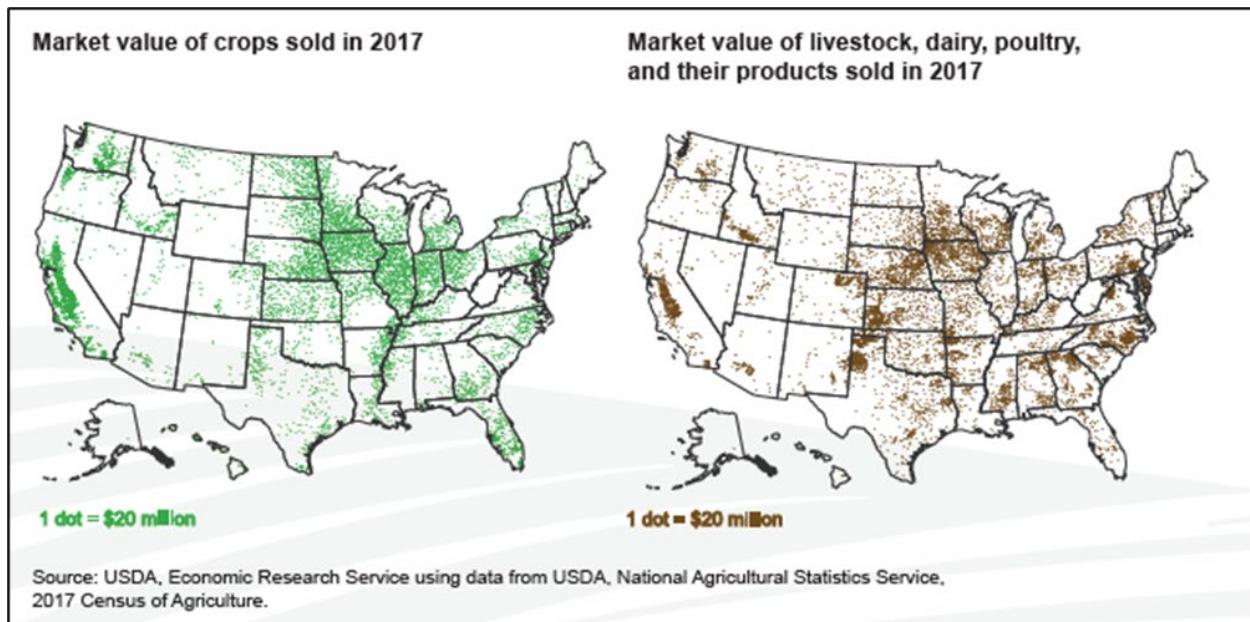 Market value of crops sold in 2017
Market value of livestock, dairy, poultry,
and their products sold in 2017
1 dot = $20 million
1 dot = $20 million
Source: USDA, Economic Research Service using data from USDA, National Agricultural Statistics Service,
2017 Census of Agriculture.